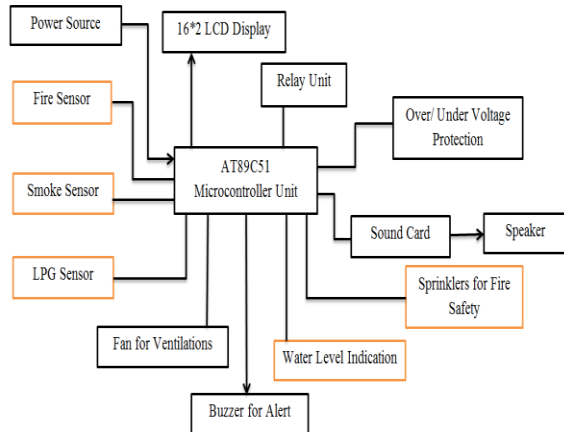 Power Source
16*2 LCD Display
Relay Unit
Fire Sensor
Over/ Under Voltage
Protection
AT89C51
Microcontroller Unit
Smoke Sensor
Sound Card
Speaker
LPG Sensor
Sprinklers for Fire
Safety
Fan for Ventilations
Water Level Indication
Buzzer for Alert